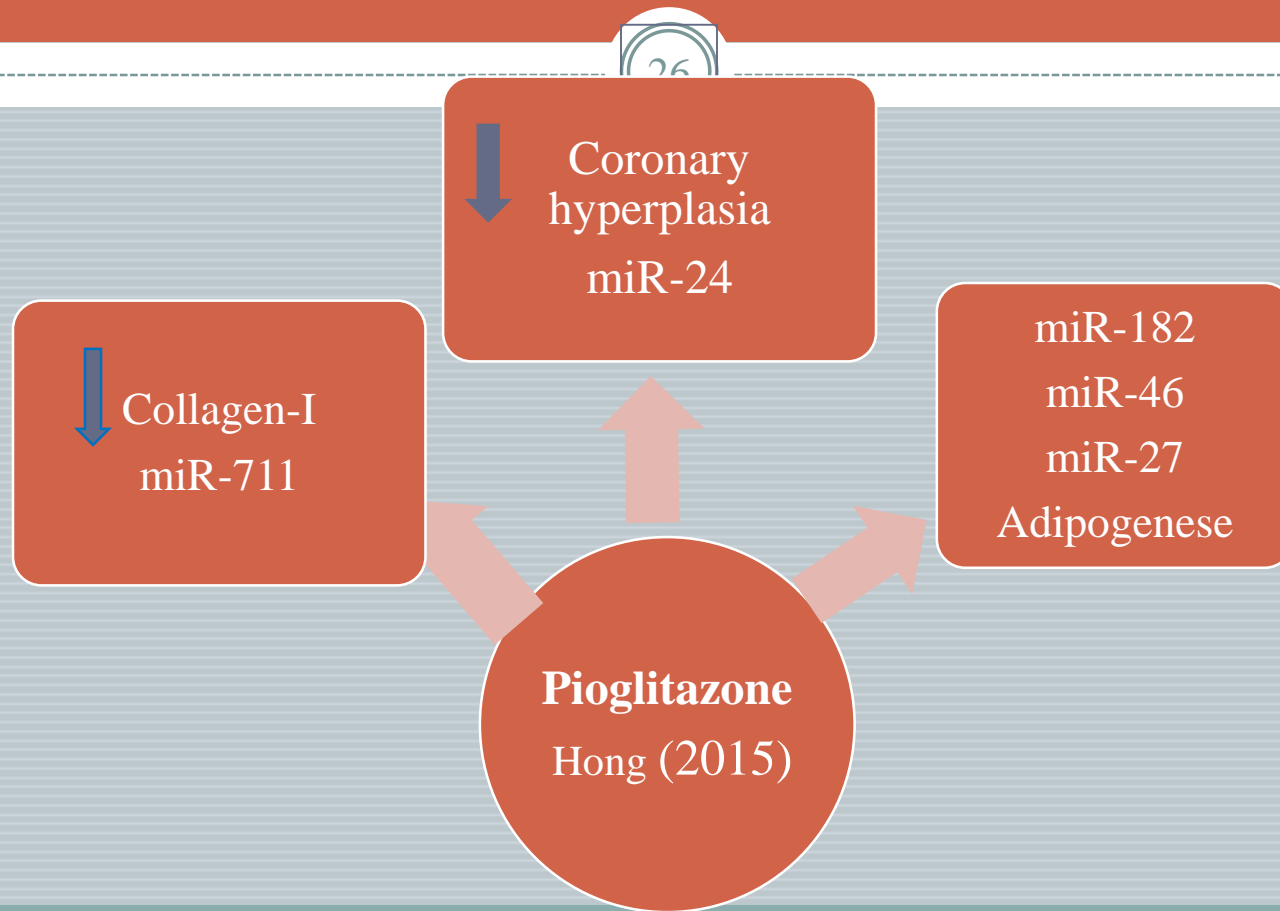 26
Coronary
hyperplasia
miR-24
Collagen-I
miR-711
miR-182
miR-46
miR-27
Adipogenese
Pioglitazone
Hong (2015)